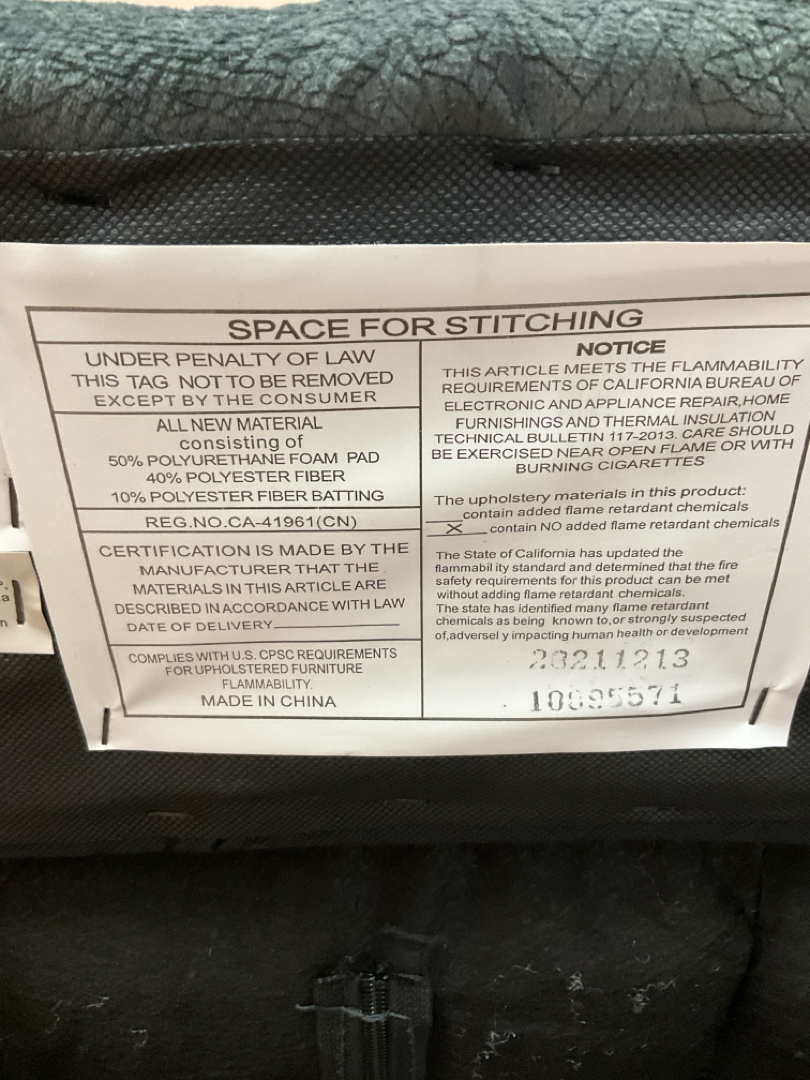 SPACE FOR STITCHING
UNDER PENALTY OF LAW
THIS TAG NOT TO BE REMOVED
EXCEPT BY THE CONSUMER
ALL NEW MATERIAL
consisting of
50% POLYURETHANE FOAM PAD
40% POLYESTER FIBER
10% POLYESTER FIBER BATTING
REG.NO.CA-41961(CN)
CERTIFICATION IS MADE BY THE
MANUFACTURER THAT THE
MATERIALS IN THIS ARTICLE ARE
DESCRIBED IN ACCORDANCE WITH LAW
DATE OF DELIVERY
COMPLIES WITH U.S. CPSC REQUIREMENTS
FOR UPHOLSTERED FURNITURE
FLAMMABILITY.
MADE IN CHINA
NOTICE
THIS ARTICLE MEETS THE FLAMMABILITY
REQUIREMENTS OF CALIFORNIA BUREAU OF
ELECTRONIC AND APPLIANCE REPAIR,HOME
FURNISHINGS AND THERMAL INSULATION
TECHNICAL BULLETIN 117-2013. CARE SHOULD
BE EXERCISED NEAR OPEN FLAME OR WITH
BURNING CIGARETTES
The upholstery materials in this product:
contain added flame retardant chemicals
X contain NO added flame retardant chemicals
The State of California has updated the
flammabil ity standard and determined that the fire
safety requirements for this product can be met
without adding flame retardant chemicals.
The state has identified many flame retardant
chemicals as being known to,or strongly suspected
of,adversel y impacting human health or development
20211213